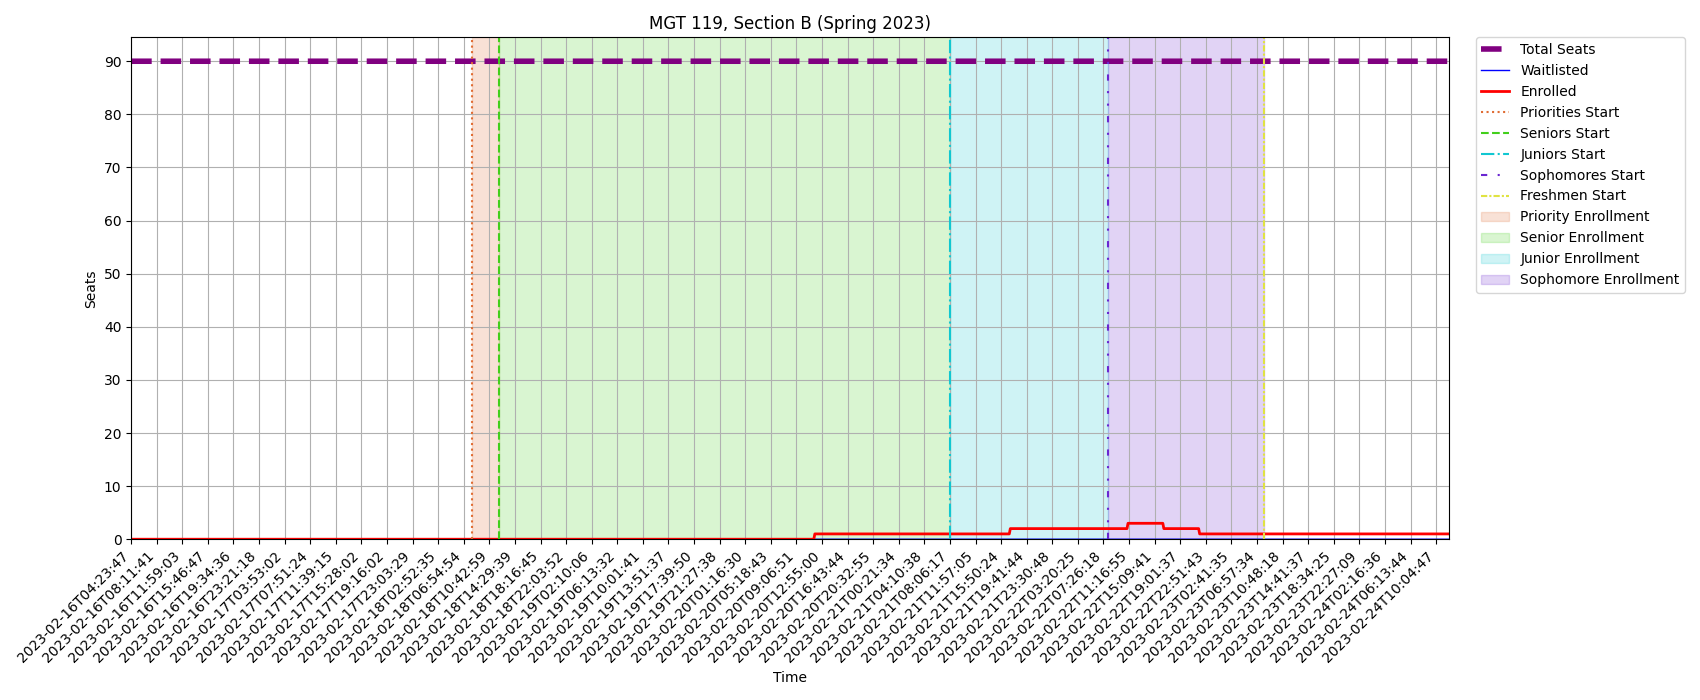 MGT 119, Section B (Spring 2023)
Seats
90
80
70
60
50
40
30
20
10
0
2023-02-16T04:23:47
2023-02-16T08:11:41
2023-02-16T11:59:03
2023-02-16T15:46:47
2023-02-16T19:34:36
2023-02-16T23:21:18
2023-02-17T03:53:02
2023-02-17T07:51:24
2023-02-17T11:39:15
2023-02-17T15:28:02
2023-02-17T19:16:02
2023-02-17T23:03:29
2023-02-18T02:52:35
2023-02-18T06:54:54
2023-02-18T10:42:59
2023-02-18T14:29:39
2023-02-18T18:16:45
2023-02-18T22:03:52
2023-02-19T02:10:06
2023-02-19T06:13:32
2023-02-19T10:01:41
2023-02-19T13:51:37
2023-02-19T17:39:50
2023-02-19T21:27:38
2023-02-20T01:16:30
2023-02-20T05:18:43
2023-02-20T09:06:51
2023-02-20T12:55:00
2023-02-20T16:43:44
2023-02-20T20:32:55
2023-02-21T00:21:34
2023-02-21T04:10:38
2023-02-21T08:06:17
2023-02-21T11:57:05
2023-02-21T15:50:24
2023-02-21T19:41:44
2023-02-21T23:30:48
2023-02-22T03:20:25
2023-02-22T07:26:18
2023-02-22T11:16:55
2023-02-22T15:09:41
2023-02-22T19:01:37
2023-02-22T22:51:43
2023-02-23T02:41:35
2023-02-23T06:57:34
2023-02-23T10:48:18
2023-02-23T14:41:37
2023-02-23T18:34:25
2023-02-23T22:27:09
2023-02-24T02:16:36
2023-02-24T06:13:44
2023-02-24T10:04:47
Time
Total Seats
Waitlisted
Enrolled
Priorities Start
Seniors Start
Juniors Start
Sophomores Start
Freshmen Start
Priority Enrollment
Senior Enrollment
Junior Enrollment
Sophomore Enrollment